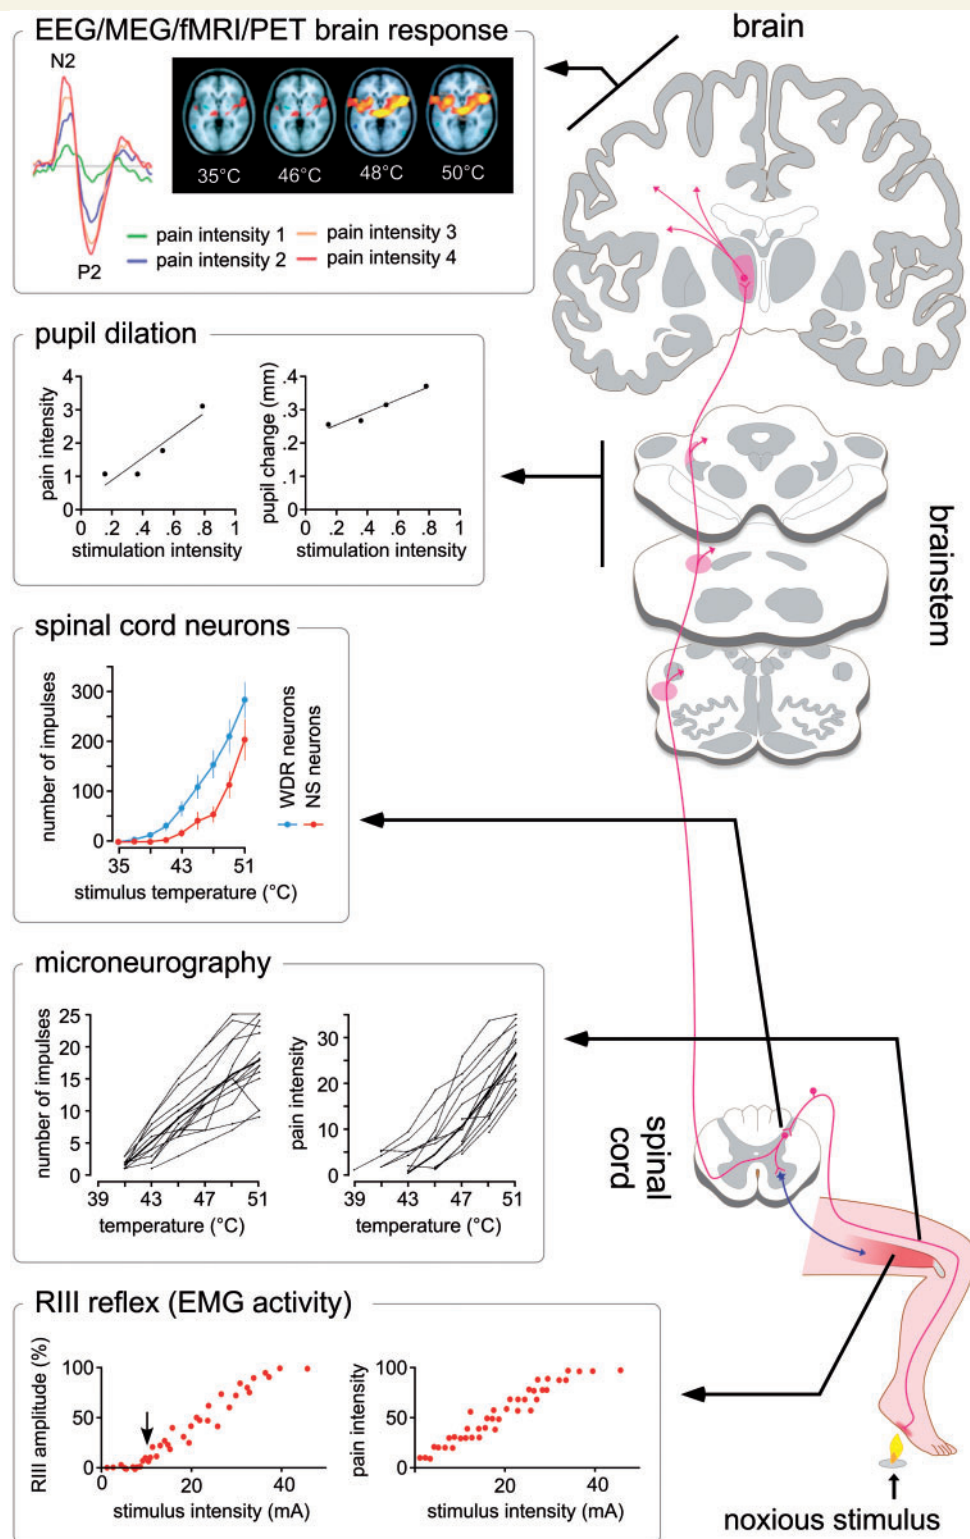 EEG/MEG/fMRI/PET brain response
N2
P2
35°C 46°C 48°C 50°C
pain intensity 1
pain intensity 2
pain intensity 3
pain intensity 4
brain
pupil dilation
pain intensity
4
3
2
1
0
0 .2 .4 .6 .8 1
stimulation intensity
pupil change (mm)
.4
.3
.2
.1
0
0 .2 .4 .6 .8 1
stimulation intensity
brainstem
spinal cord neurons
number of impulses
300
200
100
0
35 43 51
stimulus temperature (°C)
WDR neurons
NS neurons
microneurography
number of impulses
25
20
15
10
5
0
39 43 47 51
temperature (°C)
pain intensity
30
20
10
0
39 43 47 51
temperature (°C)
spinal
cord
RIII reflex (EMG activity)
RIII amplitude (%)
100
50
0
0 20 40
stimulus intensity (mA)
pain intensity
100
50
0
0 20 40
stimulus intensity (mA)
noxious stimulus